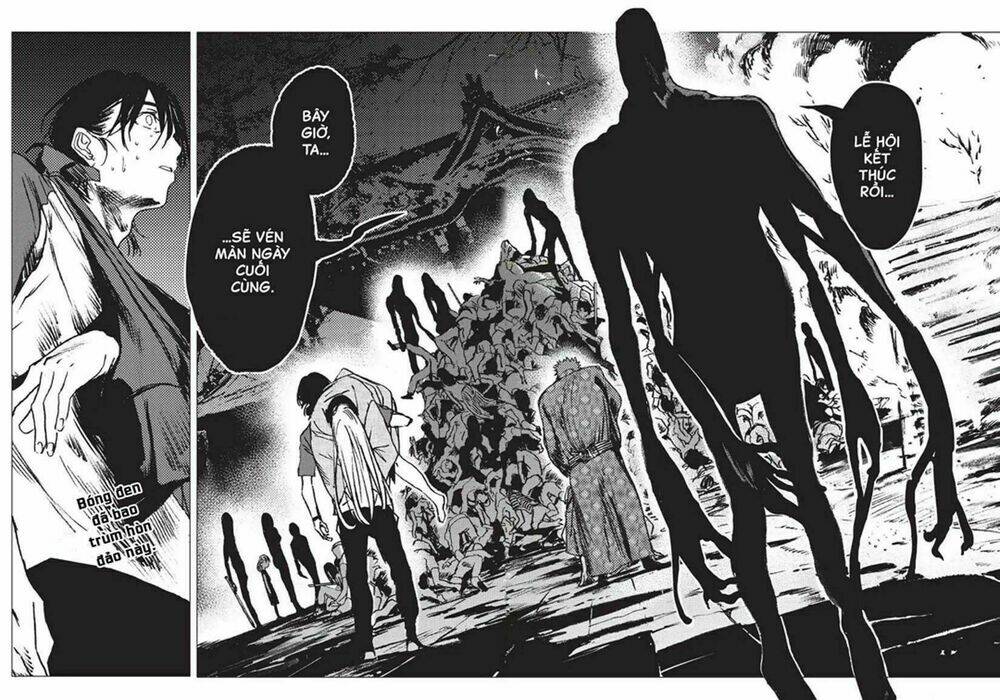 LỄ HỘI
KẾT
THÚC
RỒI...
BÂY
GIỜ,
TA...
...SẼ VÉN
MÀN NGÀY
CUỐI
CÙNG.
Bóng đen
đã bao
trùm hòn
đảo này.